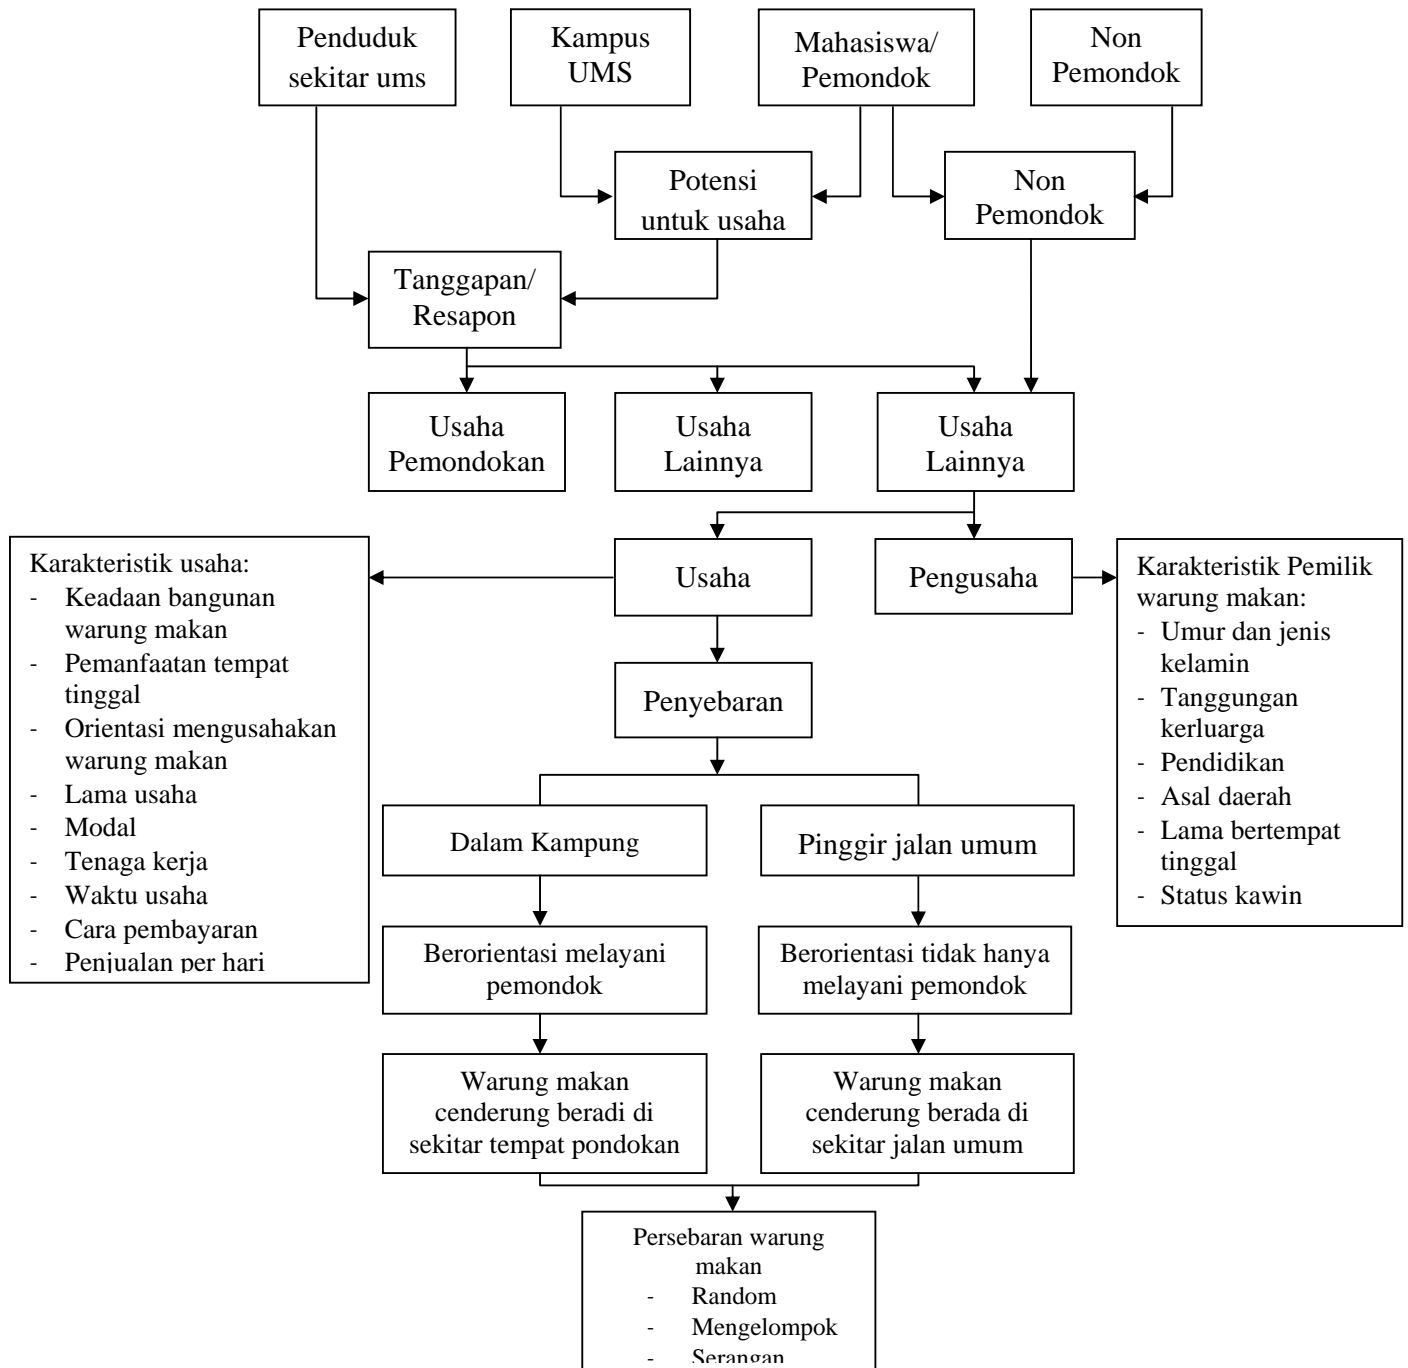 Penduduk
sekitar ums
Kampus
UMS
Mahasiswa/
Pemondok
Non
Pemondok
Potensi
untuk usaha
Non
Pemondok
Tanggapan/
Resapon
Usaha
Pemondokan
Usaha
Lainnya
Usaha
Lainnya
Karakteristik usaha:
- Keadaan bangunan
warung makan
- Pemanfaatan tempat
tinggal
- Orientasi mengusahakan
warung makan
- Lama usaha
- Modal
- Tenaga kerja
- Waktu usaha
- Cara pembayaran
- Penjualan per hari
Usaha
Pengusaha
Karakteristik Pemilik
warung makan:
- Umur dan jenis
kelamin
- Tanggungan
kerluarga
- Pendidikan
- Asal daerah
- Lama bertempat
tinggal
- Status kawin
Penyebaran
Dalam Kampung
Pinggir jalan umum
Berorientasi melayani
pemondok
Berorientasi tidak hanya
melayani pemondok
Warung makan
cenderung beradi di
sekitar tempat pondokan
Warung makan
cenderung berada di
sekitar jalan umum
Persebaran warung
makan
- Random
- Mengelompok
- Serangan